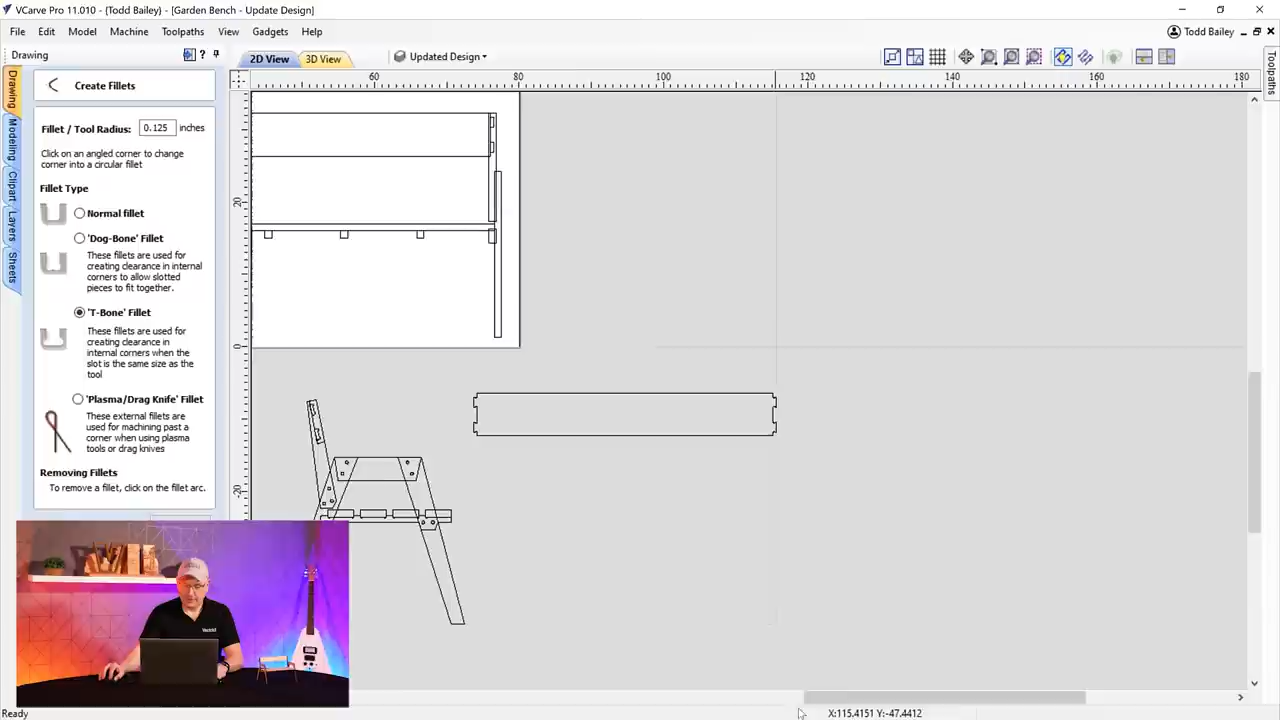 VCarve Pro 11.010 - {Todd Bailey} - [Garden Bench - Update Design]
File Edit Model Machine Toolpaths View Gadgets Help
Todd Bailey
Drawing
?
2D View 3D View Updated Design
Toolpaths
Drawing
Modeling
Clipart
Layers
Sheets
Create Fillets
Fillet / Tool Radius: 0.125 inches
Click on an angled corner to change
corner into a circular fillet
Fillet Type
Normal fillet
'Dog-Bone' Fillet
These fillets are used for
creating clearance in internal
corners to allow slotted
pieces to fit together.
'T-Bone' Fillet
These fillets are used for
creating clearance in
internal corners when the
slot is the same size as the
tool
'Plasma/Drag Knife' Fillet
These external fillets are
used for machining past a
corner when using plasma
tools or drag knives
Removing Fillets
To remove a fillet, click on the fillet arc.
60 80 100 120 140 160 180
20
0
-20
Vectric
Ready
X:115.4151 Y:-47.4412